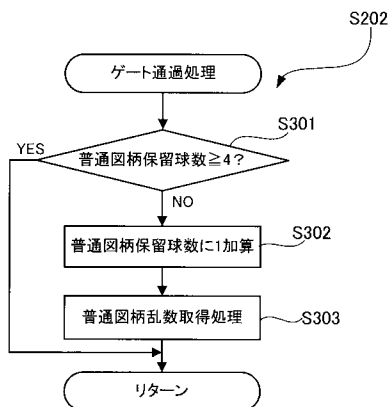 S202
ゲート通過処理
S301
YES
普通図柄保留球数≧4?
NO
S302
普通図柄保留球数に1加算
普通図柄乱数取得処理
S303
リターン